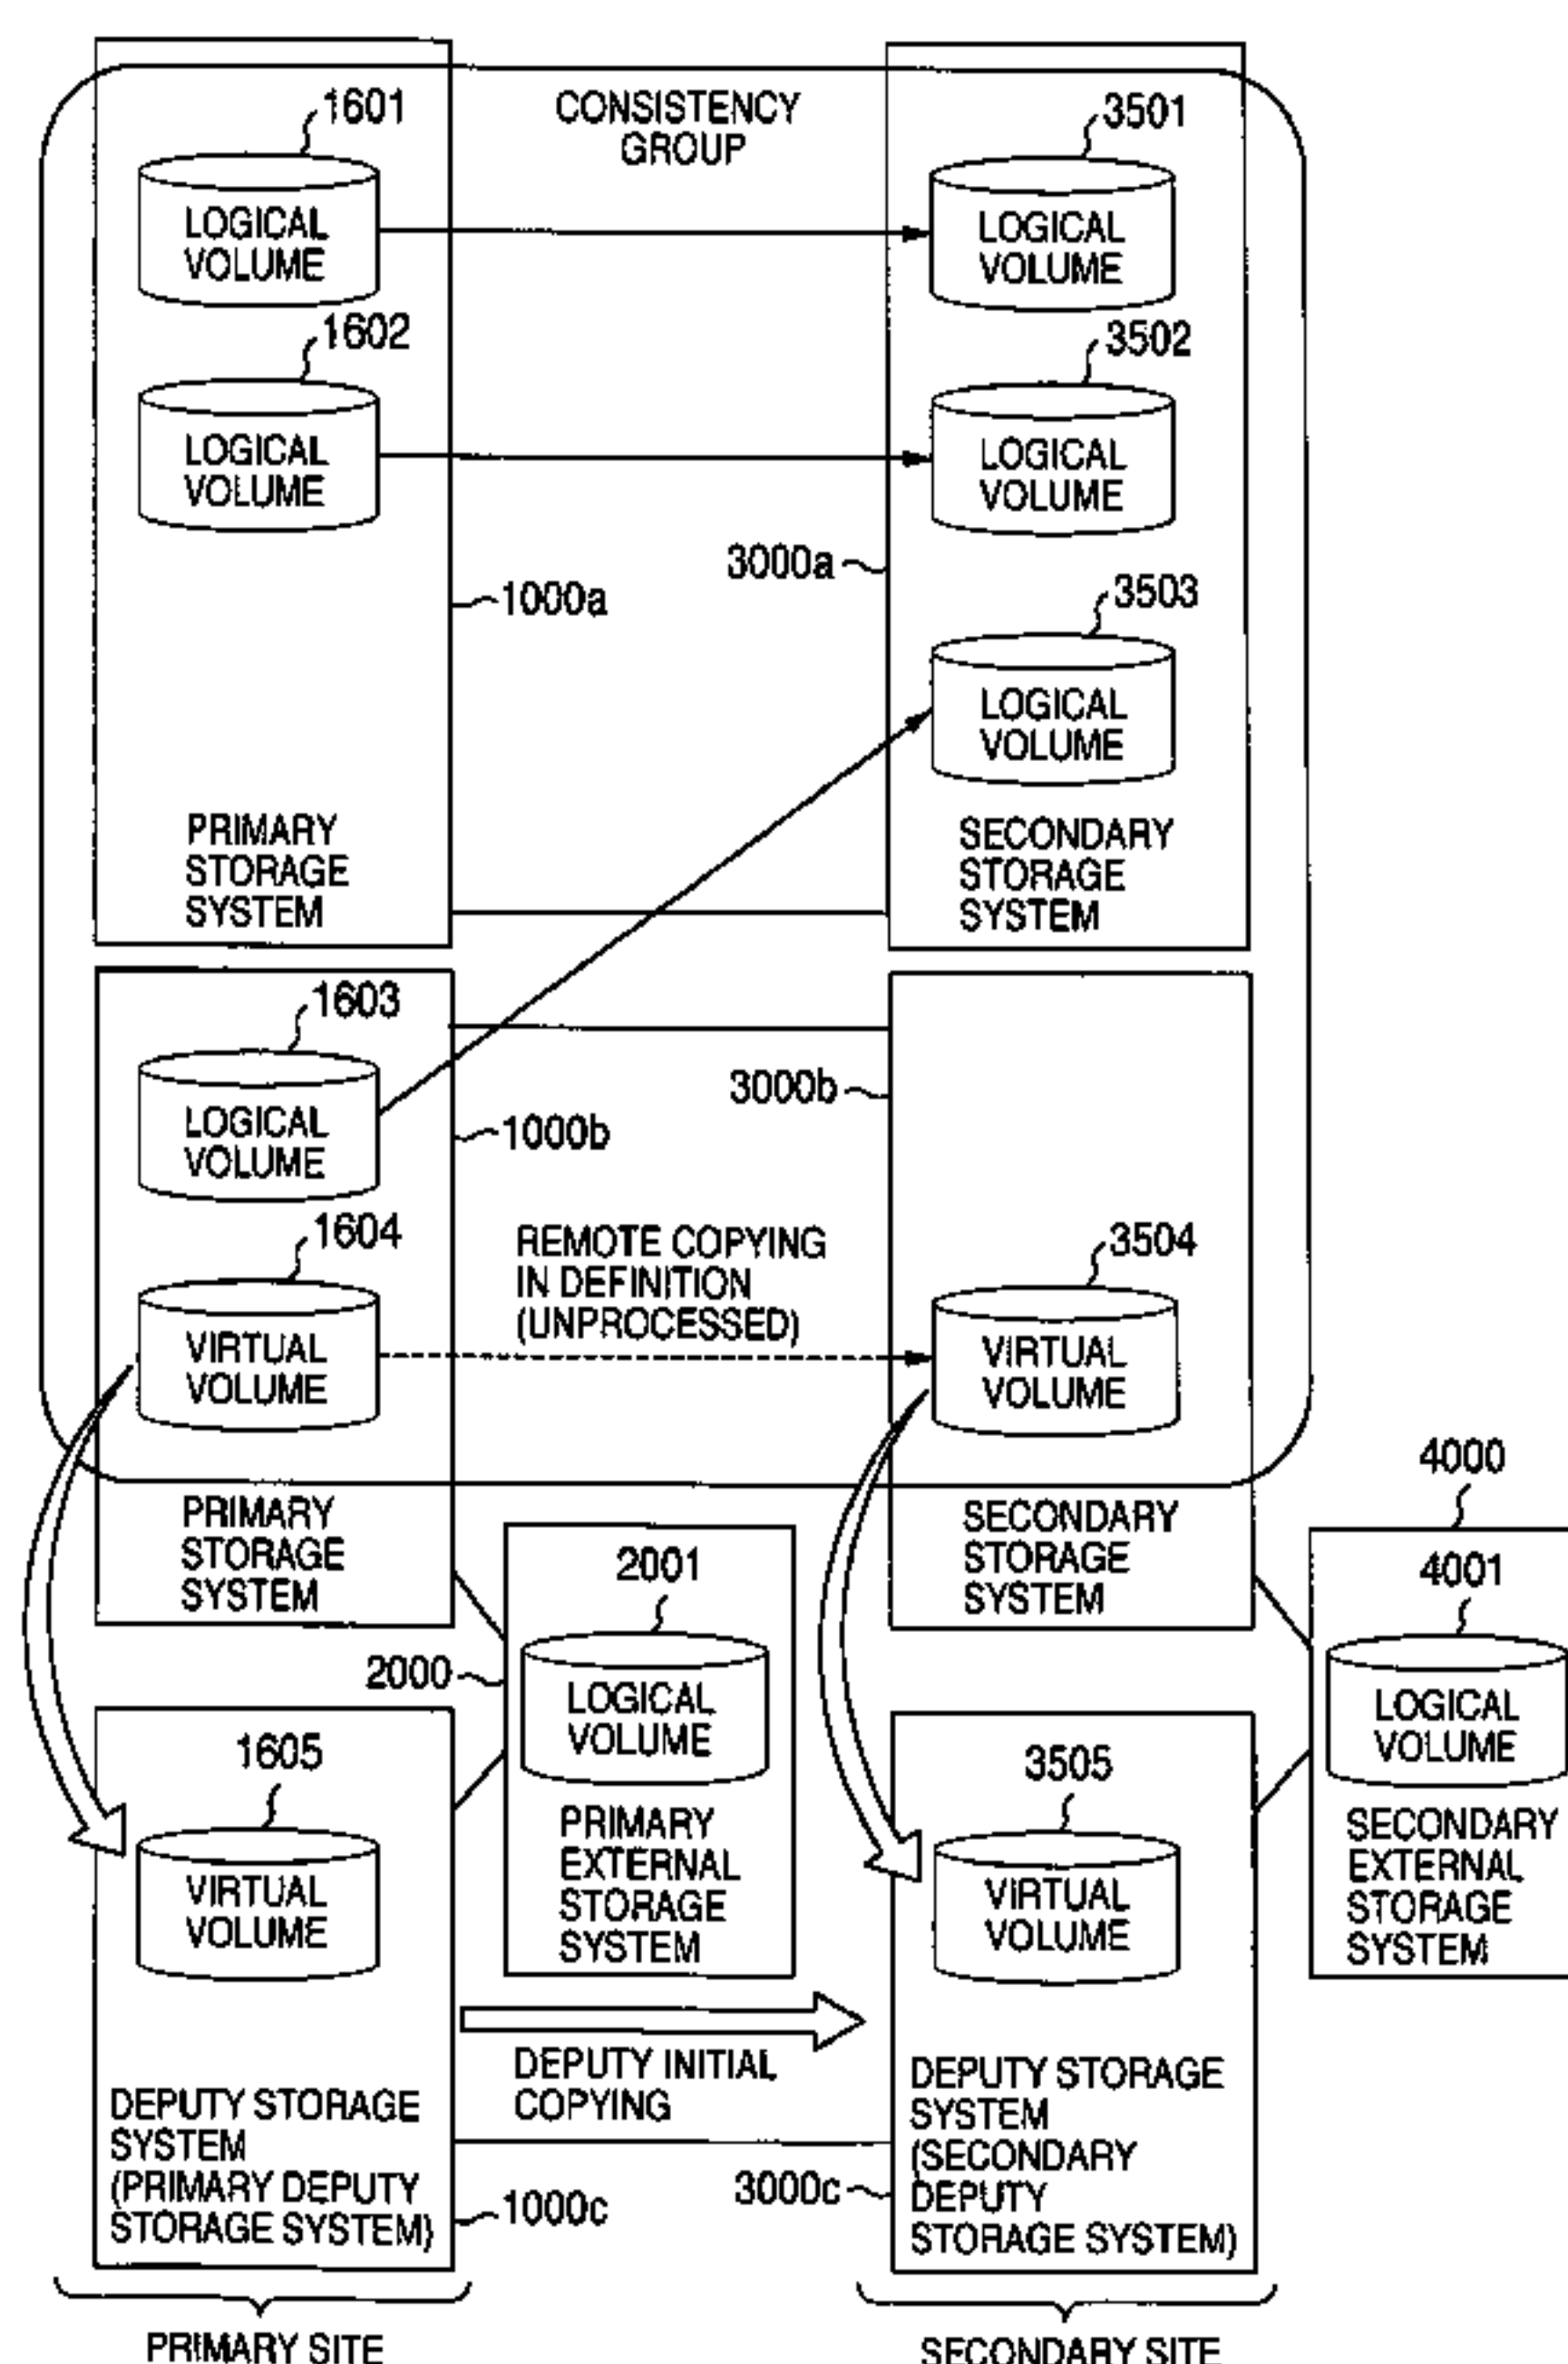 1601
CONSISTENCY
GROUP
3501
LOGICAL
VOLUME
LOGICAL
VOLUME
1602
3502
LOGICAL
VOLUME
LOGICAL
VOLUME
3000a
1000a
3503
LOGICAL
VOLUME
PRIMARY
STORAGE
SYSTEM
SECONDARY
STORAGE
SYSTEM
1603
3000b
LOGICAL
VOLUME
1000b
1604
REMOTE COPYING
IN DEFINITION
(UNPROCESSED)
3504
VIRTUAL
VOLUME
VIRTUAL
VOLUME
4000
PRIMARY
STORAGE
SYSTEM
SECONDARY
STORAGE
SYSTEM
2001
4001
2000
LOGICAL
VOLUME
LOGICAL
VOLUME
1605
3505
PRIMARY
EXTERNAL
STORAGE
SYSTEM
SECONDARY
EXTERNAL
STORAGE
SYSTEM
VIRTUAL
VOLUME
VIRTUAL
VOLUME
DEPUTY INITIAL
COPYING
DEPUTY STORAGE
SYSTEM
(PRIMARY DEPUTY
STORAGE SYSTEM)
DEPUTY STORAGE
SYSTEM
(SECONDARY
DEPUTY
STORAGE SYSTEM)
1000c
3000c
PRIMARY SITE
SECONDARY SITE